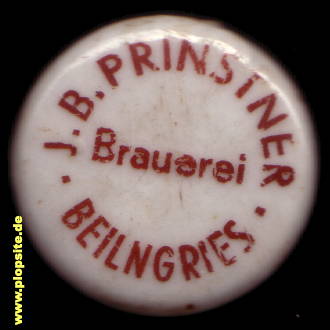 J. B. PRINSTNER
Brauerei
· BEILNGRIES ·
www.plopsite.de